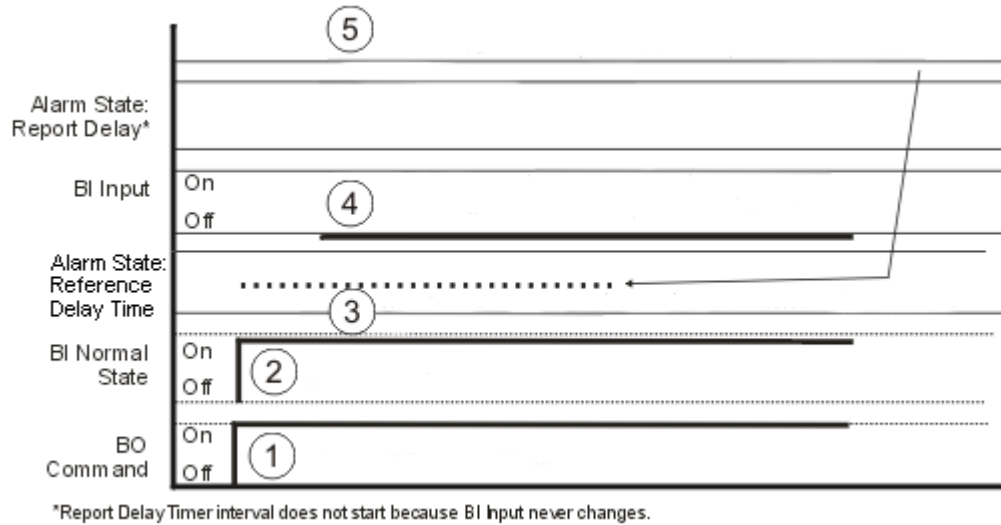 5
Alarm State:
Report Delay*
BI Input
On
Off
4
Alarm State:
Reference
Delay Time
3
BI Normal
State
On
Off
2
BO
Command
On
Off
1
*Report Delay Timer interval does not start because BI Input never changes.